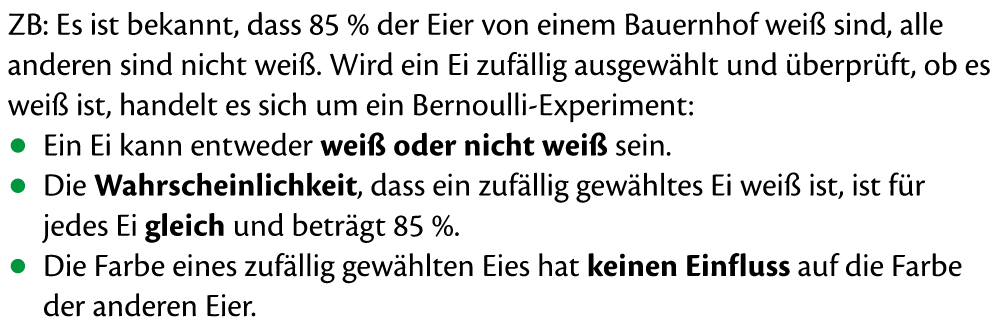 ZB: Es ist bekannt, dass 85 % der Eier von einem Bauernhof weiß sind, alle
anderen sind nicht weiß. Wird ein Ei zufällig ausgewählt und überprüft, ob es
weiß ist, handelt es sich um ein Bernoulli-Experiment:
• Ein Ei kann entweder weiß oder nicht weiß sein.
• Die Wahrscheinlichkeit, dass ein zufällig gewähltes Ei weiß ist, ist für
jedes Ei gleich und beträgt 85 %.
• Die Farbe eines zufällig gewählten Eies hat keinen Einfluss auf die Farbe
der anderen Eier.